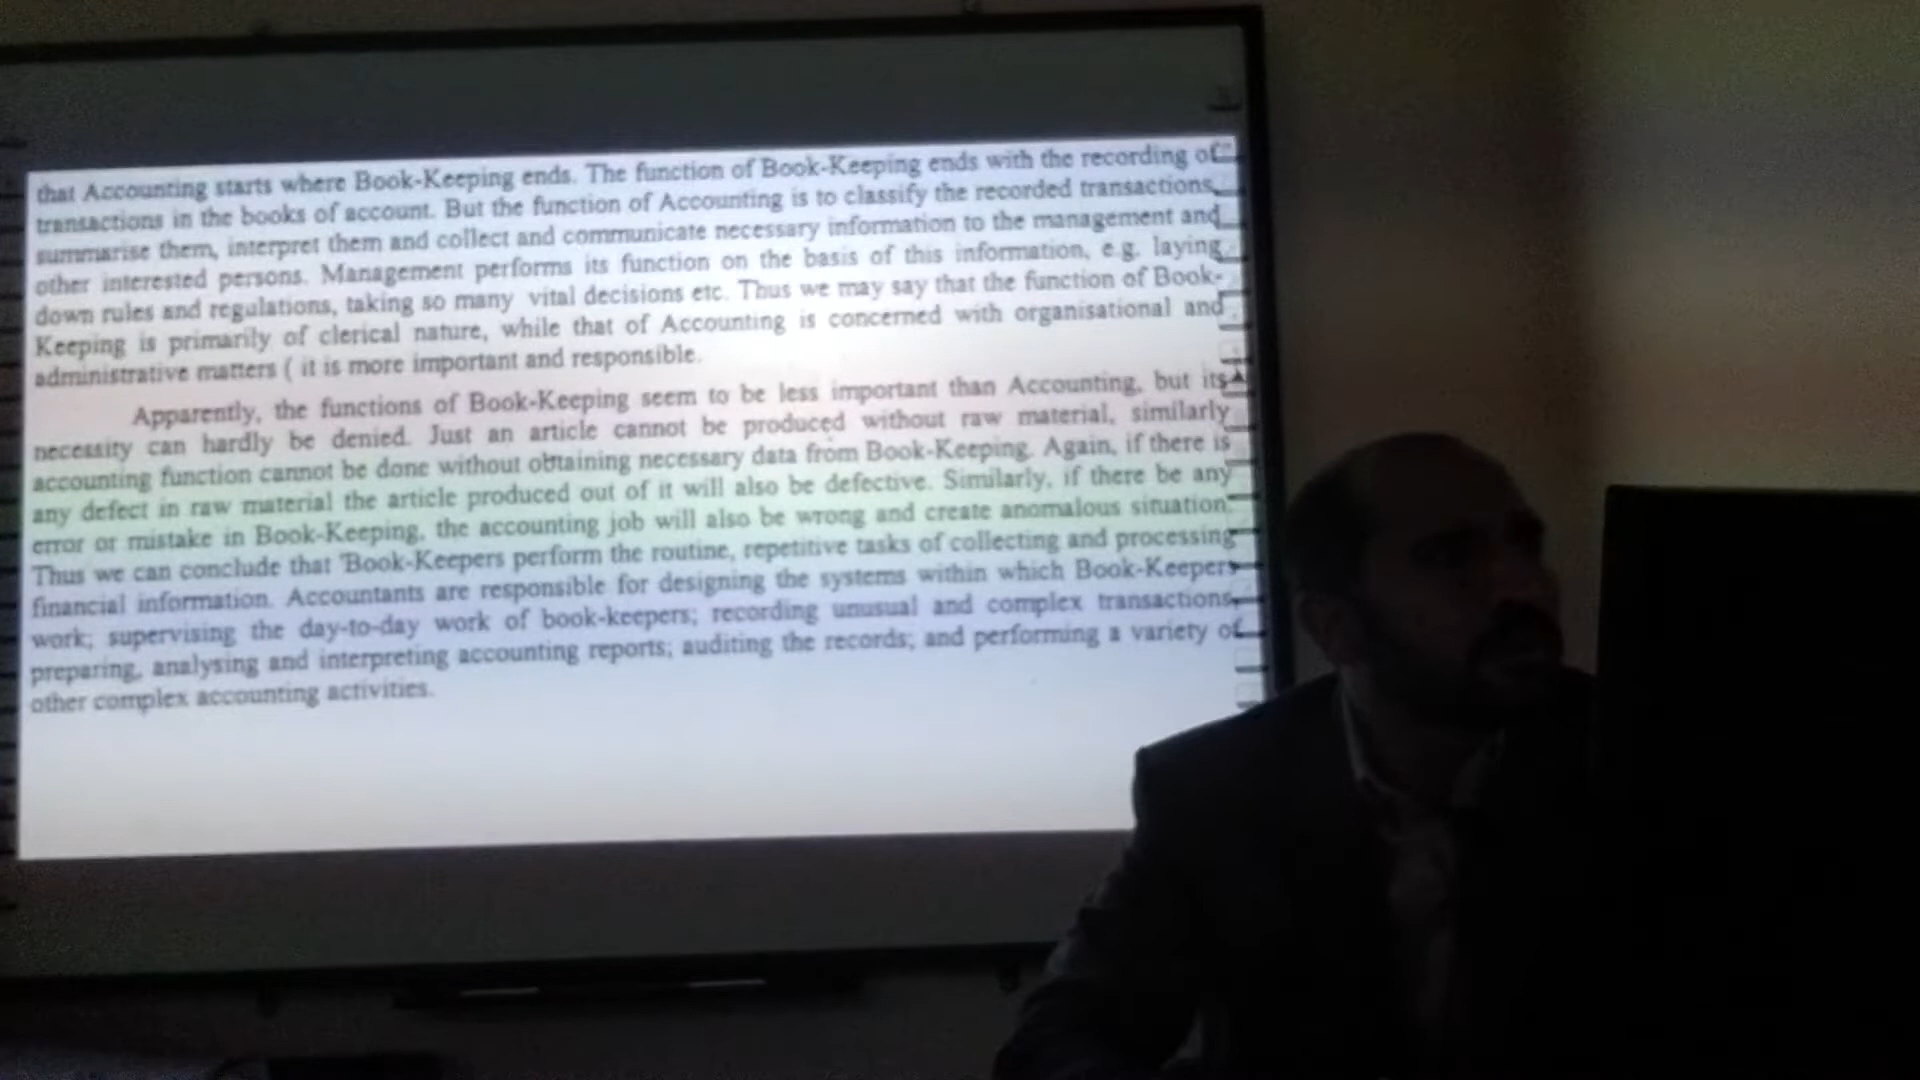 that Accounting starts where Book-Keeping ends. The function of Book-Keeping ends with the recording of
transactions in the books of account. But the function of Accounting is to classify the recorded transactions,
summarise them, interpret them and collect and communicate necessary information to the management and
other interested persons. Management performs its function on the basis of this information, e.g. laying
down rules and regulations, taking so many vital decisions etc. Thus we may say that the function of Book-
Keeping is primarily of clerical nature, while that of Accounting is concerned with organisational and
administrative matters ( it is more important and responsible.
Apparently, the functions of Book-Keeping seem to be less important than Accounting, but its
necessity can hardly be denied. Just an article cannot be produced without raw material, similarly
accounting function cannot be done without obtaining necessary data from Book-Keeping. Again, if there is
any defect in raw material the article produced out of it will also be defective. Similarly, if there be any
error or mistake in Book-Keeping, the accounting job will also be wrong and create anomalous situation.
Thus we can conclude that 'Book-Keepers perform the routine, repetitive tasks of collecting and processing
financial information. Accountants are responsible for designing the systems within which Book-Keepers
work; supervising the day-to-day work of book-keepers; recording unusual and complex transactions,
preparing, analysing and interpreting accounting reports; auditing the records; and performing a variety of
other complex accounting activities.